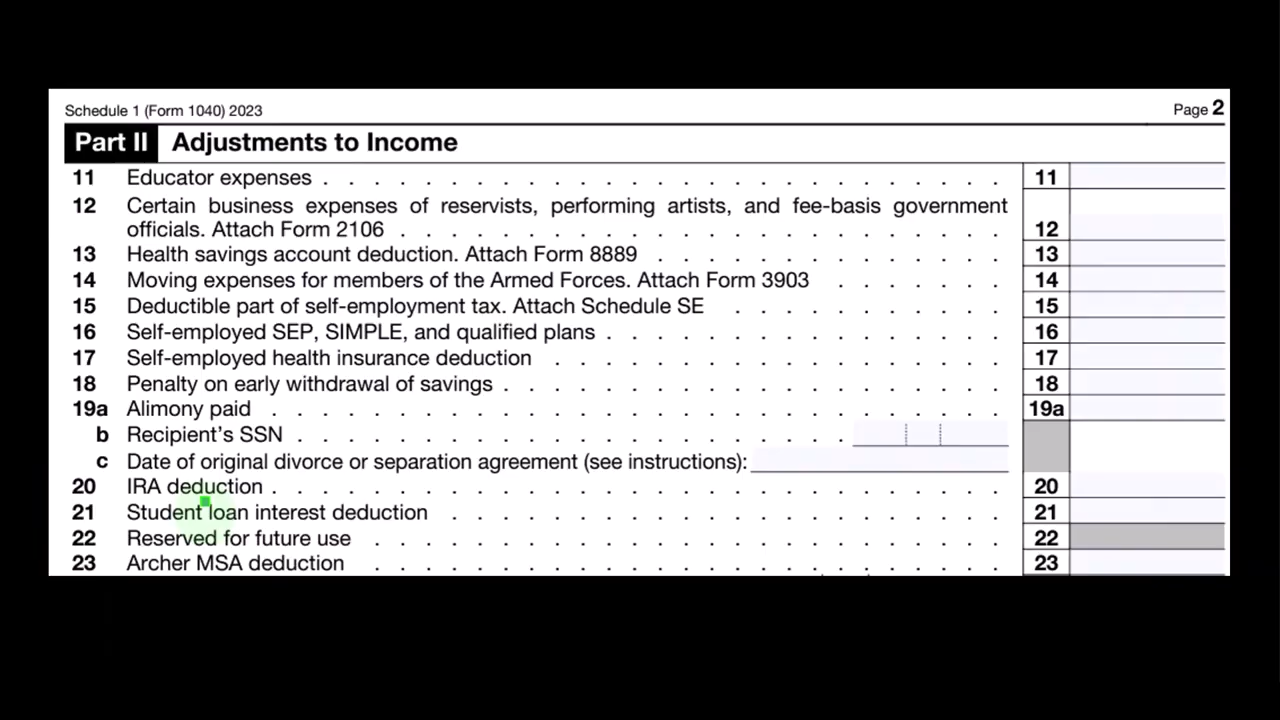 Schedule 1 (Form 1040) 2023 Page 2
Part II Adjustments to Income
11 Educator expenses . . . . . . . . . . . . . . . . . . . . . . . . . . . 11
12 Certain business expenses of reservists, performing artists, and fee-basis government
officials. Attach Form 2106 . . . . . . . . . . . . . . . . . . . . . . . . 12
13 Health savings account deduction. Attach Form 8889 . . . . . . . . . . . . . . 13
14 Moving expenses for members of the Armed Forces. Attach Form 3903 . . . . . . . 14
15 Deductible part of self-employment tax. Attach Schedule SE . . . . . . . . . . . 15
16 Self-employed SEP, SIMPLE, and qualified plans . . . . . . . . . . . . . . . . 16
17 Self-employed health insurance deduction . . . . . . . . . . . . . . . . . . 17
18 Penalty on early withdrawal of savings . . . . . . . . . . . . . . . . . . . . 18
19a Alimony paid . . . . . . . . . . . . . . . . . . . . . . . . . . . . . 19a
b Recipient's SSN . . . . . . . . . . . . . . . . . . . . . .
c Date of original divorce or separation agreement (see instructions):
20 IRA deduction . . . . . . . . . . . . . . . . . . . . . . . . . . . . . 20
21 Student loan interest deduction . . . . . . . . . . . . . . . . . . . . . . 21
22 Reserved for future use . . . . . . . . . . . . . . . . . . . . . . . . . 22
23 Archer MSA deduction . . . . . . . . . . . . . . . . . . . . . . . . . 23